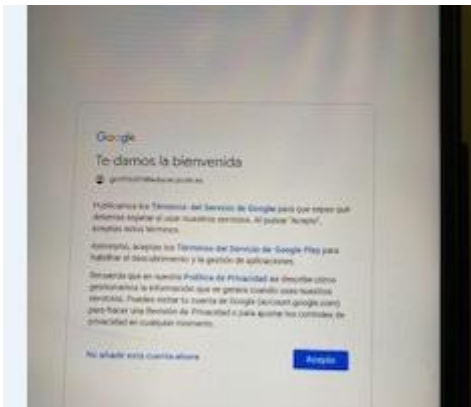 Google
Te damos la bienvenida
Publicamos los Términos del Servicio de Google para que sepas qué
deberías esperar al usar nuestros servicios. Al pulsar "Acepto",
aceptas estos términos.
Asimismo, aceptas los Términos del Servicio de Google Play para
habilitar el descubrimiento y la gestión de aplicaciones.
Recuerda que en nuestra Política de Privacidad se describe cómo
gestionamos la información que se genera cuando usas nuestros
servicios. Puedes visitar tu cuenta de Google (account.google.com)
para hacer una Revisión de Privacidad o para ajustar los controles de
privacidad en cualquier momento.
No añadir esta cuenta ahora
Acepto